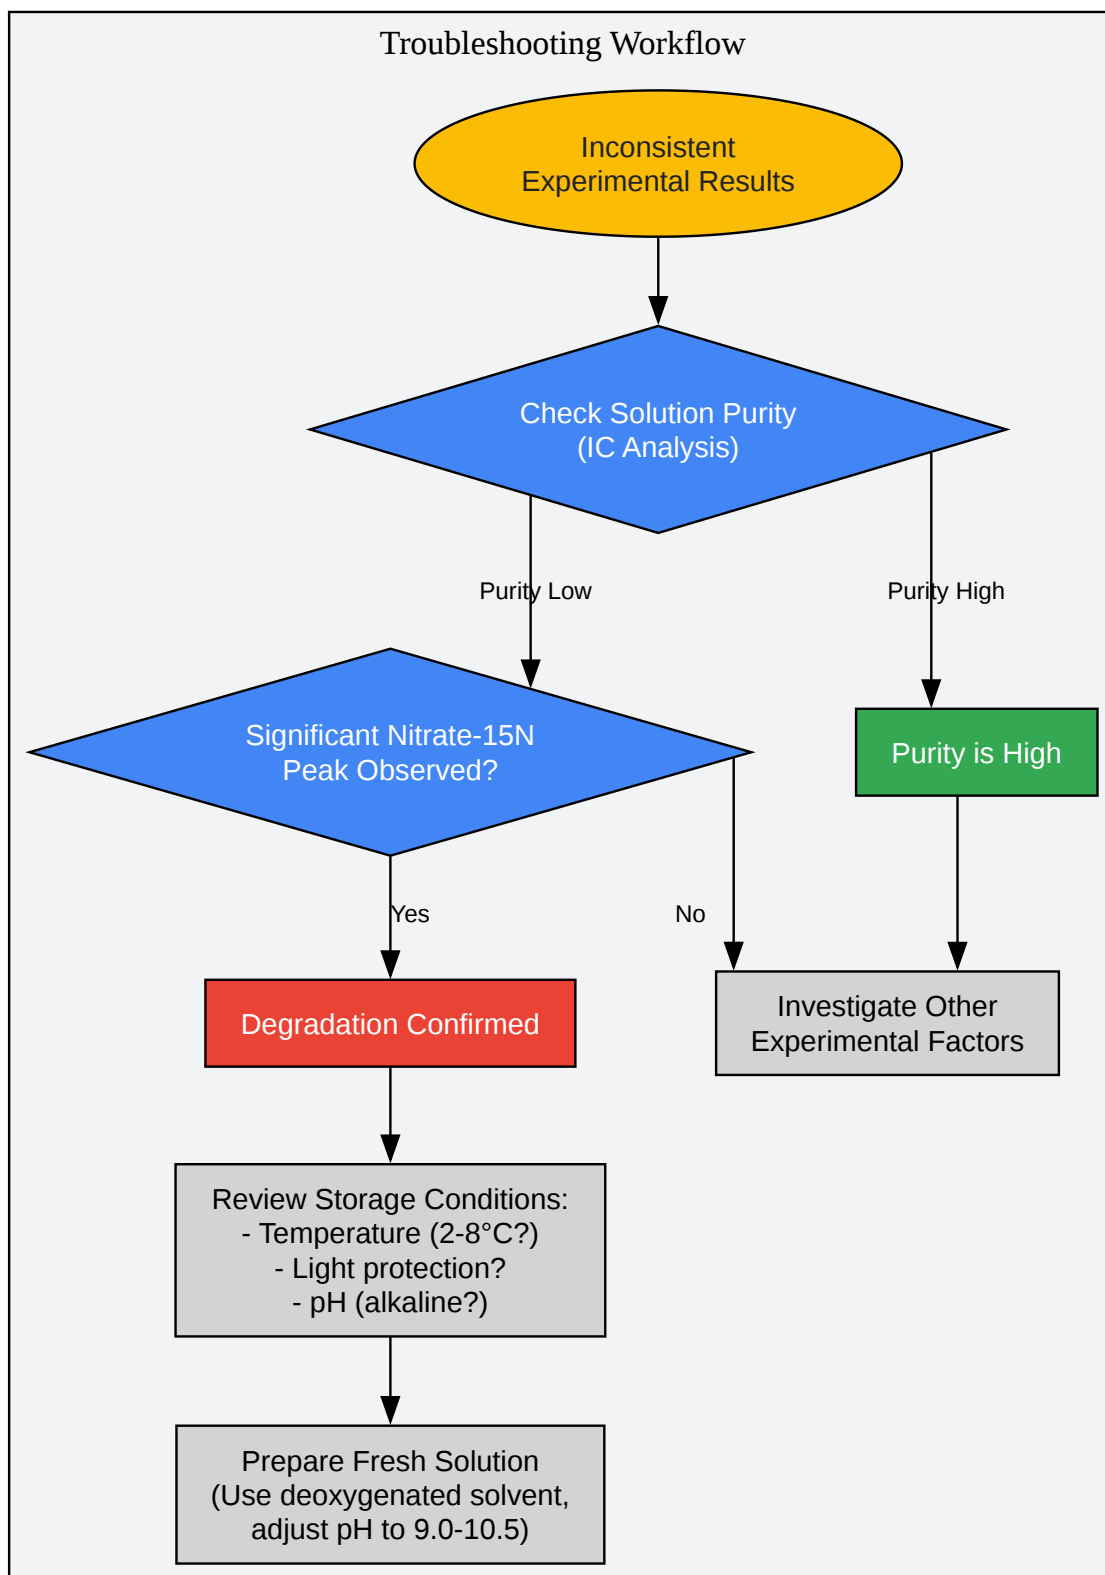 Troubleshooting Workflow
Inconsistent
Experimental Results
Check Solution Purity
(IC Analysis)
Purity Low
Purity High
Significant Nitrate-15N
Peak Observed?
Purity is High
Yes
No
Degradation Confirmed
Investigate Other
Experimental Factors
Review Storage Conditions:
- Temperature (2-8°C?)
- Light protection?
- pH (alkaline?)
Prepare Fresh Solution
(Use deoxygenated solvent,
adjust pH to 9.0-10.5)